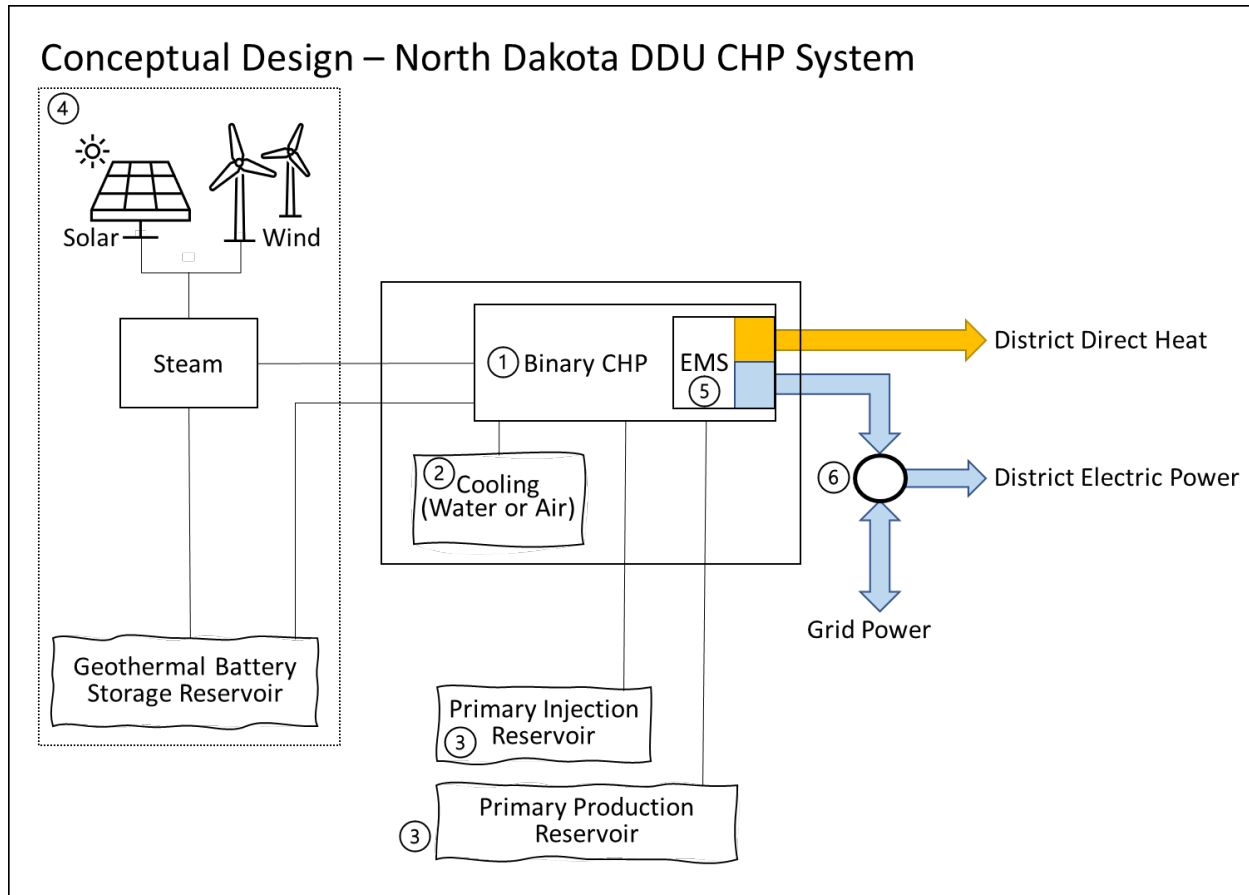 Conceptual Design – North Dakota DDU CHP System
4
Solar
Wind
Steam
1 Binary CHP
EMS
5
District Direct Heat
2
Cooling
(Water or Air)
6
District Electric Power
Grid Power
Geothermal Battery
Storage Reservoir
Primary Injection
Reservoir
3
Primary Production
Reservoir
3